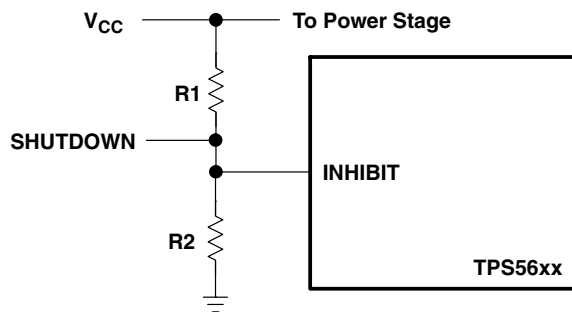 VCC
To Power Stage
R1
SHUTDOWN
INHIBIT
R2
TPS56xx